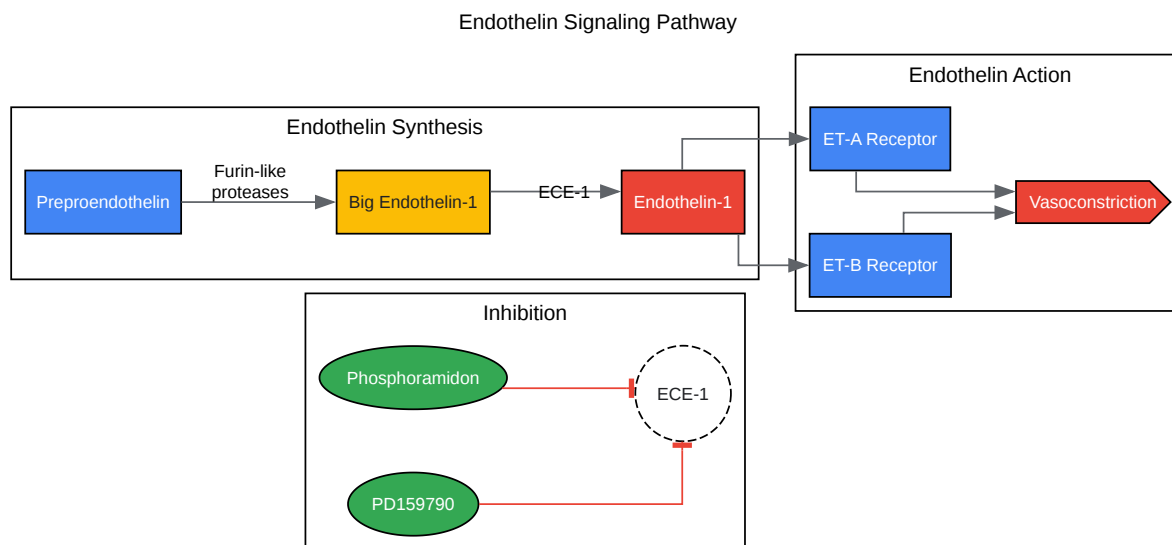 Endothelin Signaling Pathway
Endothelin Synthesis
Preproendothelin
Furin-like
proteases
Big Endothelin-1
ECE-1
Endothelin-1
Endothelin Action
ET-A Receptor
ET-B Receptor
Vasoconstriction
Inhibition
Phosphoramidon
ECE-1
PD159790